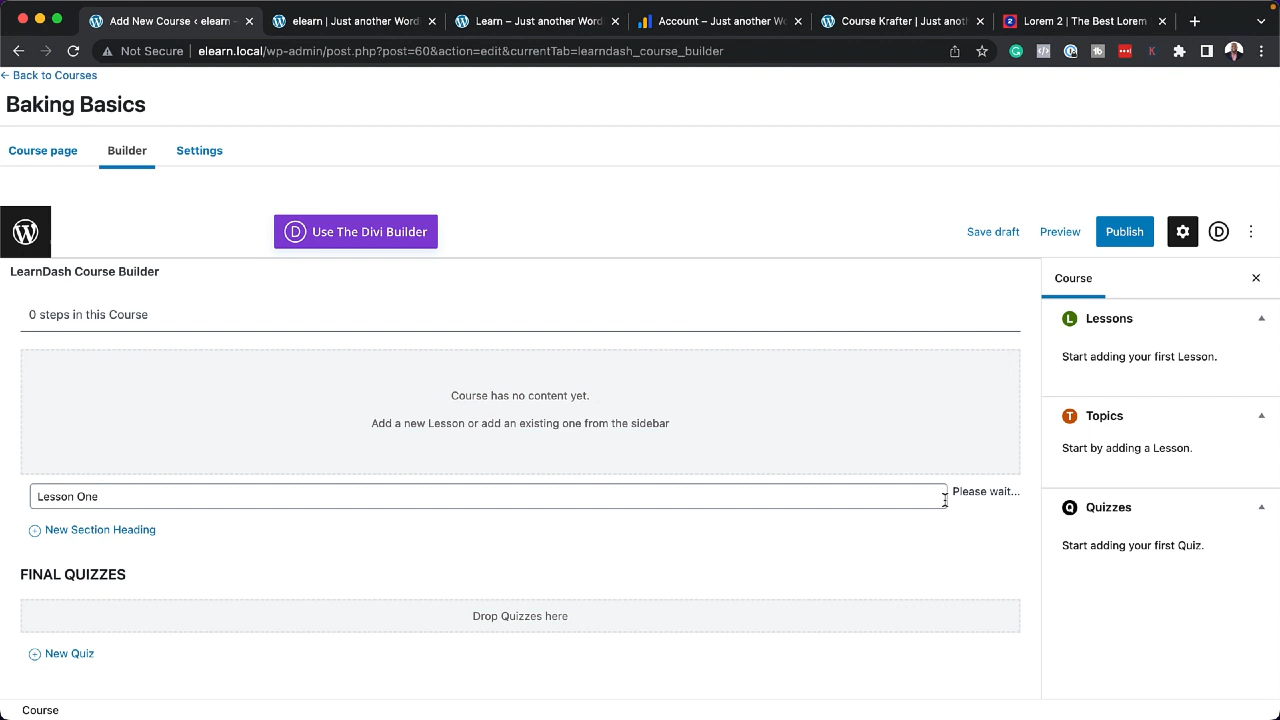 Add New Course ‹ elearn –
elearn | Just another Word
Learn – Just another Word
Account – Just another Wo
Course Krafter | Just anoth
Lorem 2 | The Best Lorem
Not Secure
elearn.local/wp-admin/post.php?post=60&action=edit&currentTab=learndash_course_builder
← Back to Courses
Baking Basics
Course page
Builder
Settings
D Use The Divi Builder
Save draft
Preview
Publish
D
LearnDash Course Builder
Course
0 steps in this Course
L Lessons
Start adding your first Lesson.
Course has no content yet.
Add a new Lesson or add an existing one from the sidebar
T Topics
Start by adding a Lesson.
Lesson One
Please wait...
New Section Heading
Q Quizzes
Start adding your first Quiz.
FINAL QUIZZES
Drop Quizzes here
New Quiz
Course